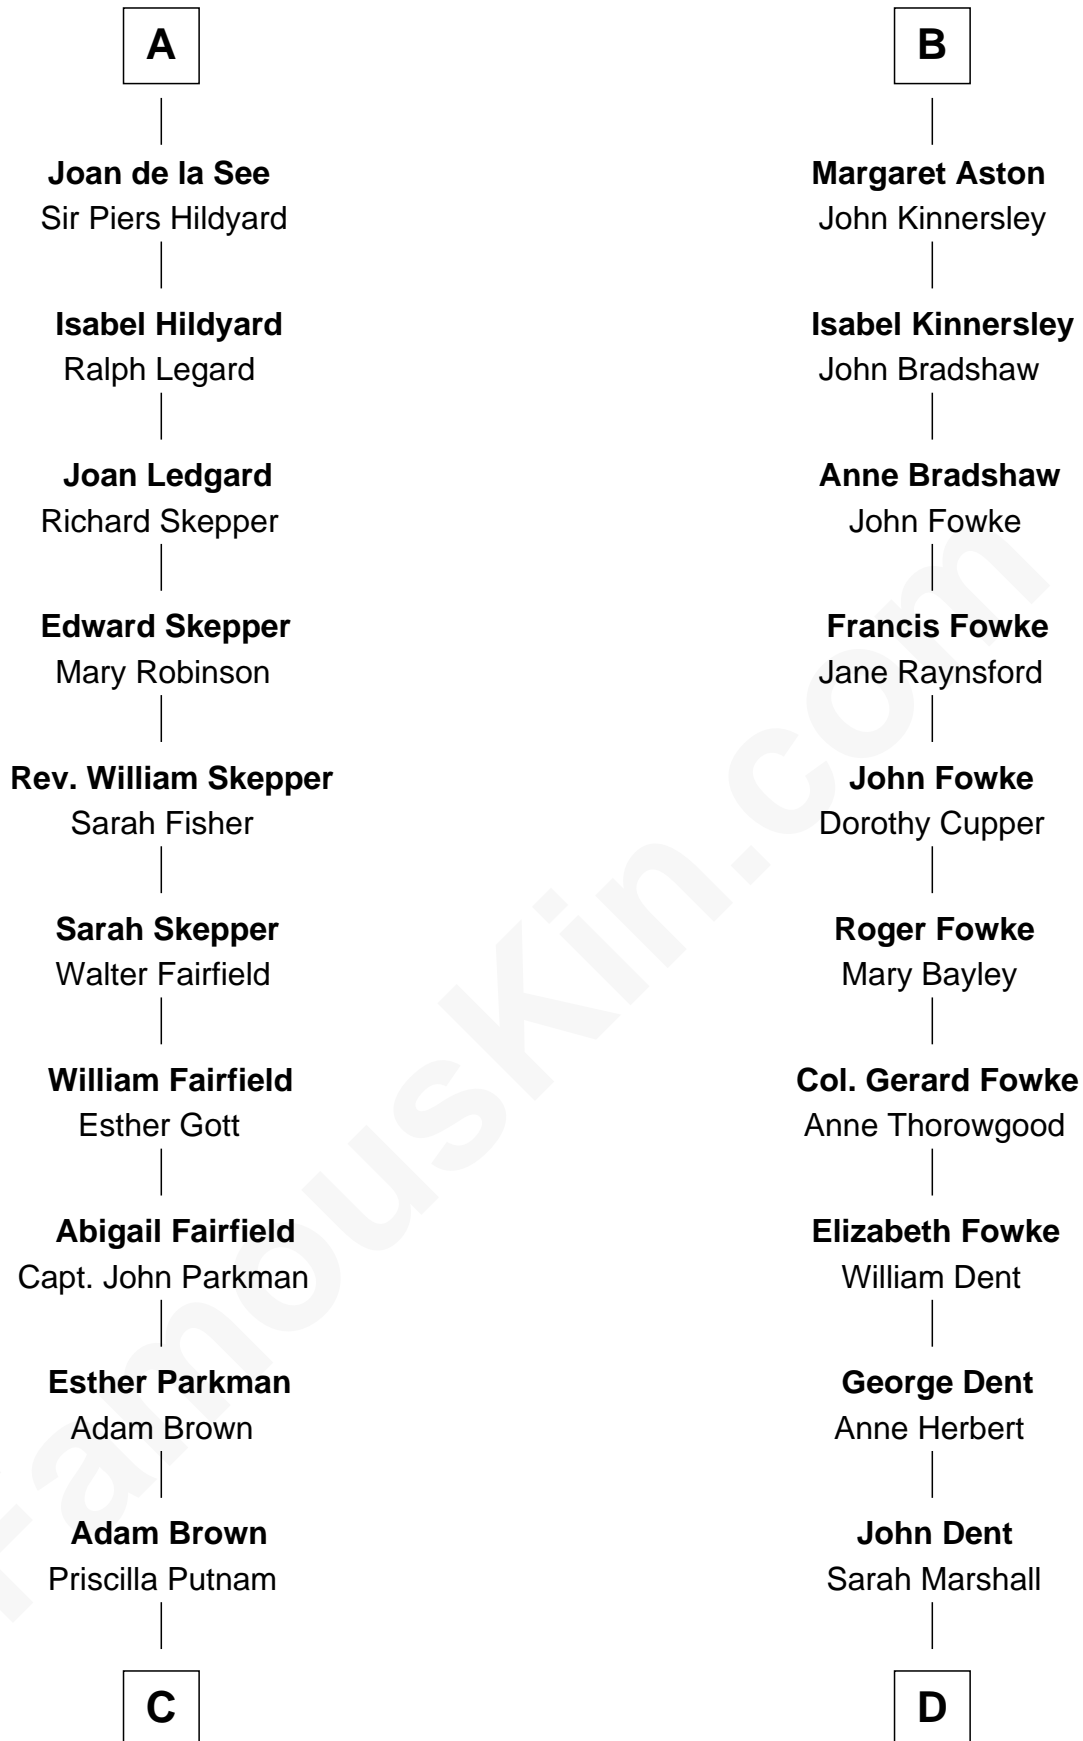 A
Joan de la See
Sir Piers Hildyard
Isabel Hildyard
Ralph Legard
Joan Ledgard
Richard Skepper
Edward Skepper
Mary Robinson
Rev. William Skepper
Sarah Fisher
Sarah Skepper
Walter Fairfield
William Fairfield
Esther Gott
Abigail Fairfield
Capt. John Parkman
Esther Parkman
Adam Brown
Adam Brown
Priscilla Putnam
C
B
Margaret Aston
John Kinnersley
Isabel Kinnersley
John Bradshaw
Anne Bradshaw
John Fowke
Francis Fowke
Jane Raynsford
John Fowke
Dorothy Cupper
Roger Fowke
Mary Bayley
Col. Gerard Fowke
Anne Thorowgood
Elizabeth Fowke
William Dent
George Dent
Anne Herbert
John Dent
Sarah Marshall
D
FamousKin.com